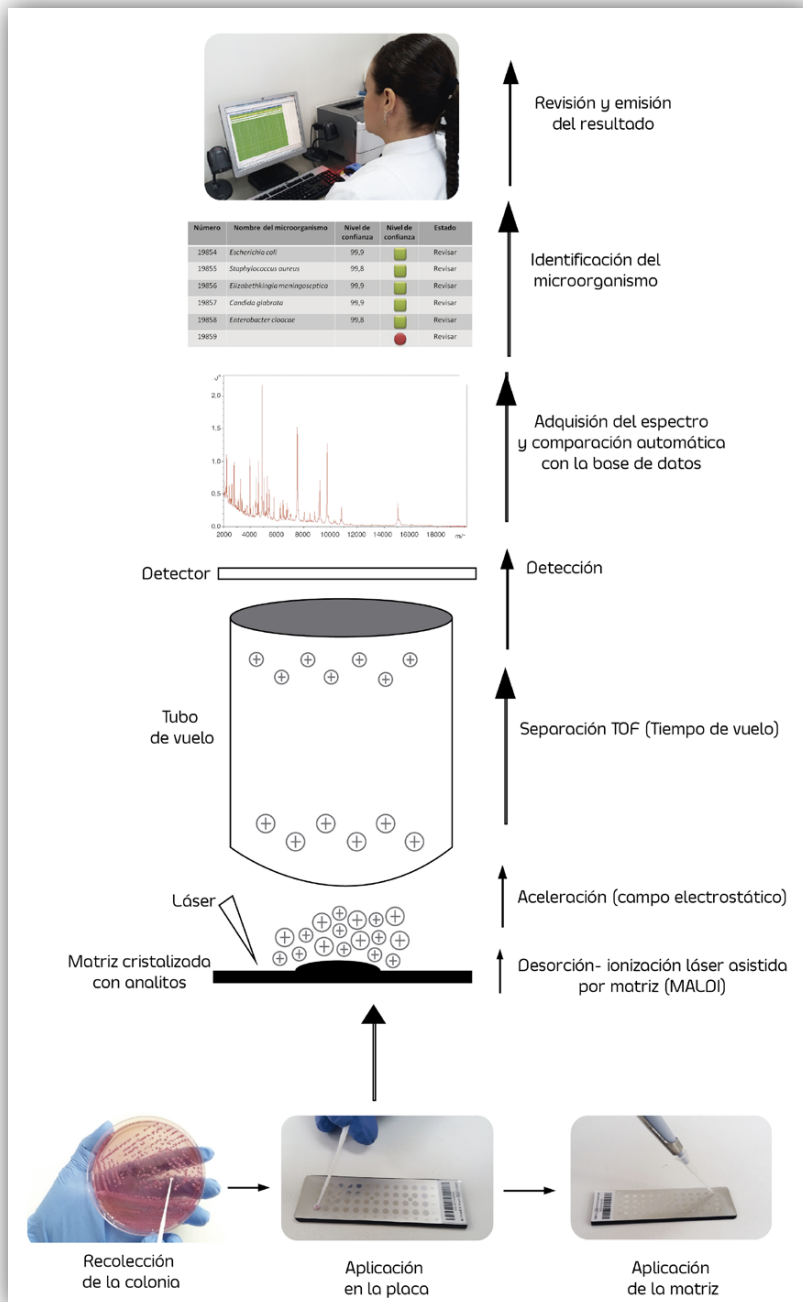 Revisión y emisión
del resultado
Número Nombre del microorganismo Nivel de confianza Nivel de confianza Estado
19854 Escherichia coli 99,9 Revisar
19855 Staphylococcus aureus 99,8 Revisar
19856 Elizabethkingia meningoseptica 99,9 Revisar
19857 Candida glabrata 99,9 Revisar
19858 Enterobacter cloacae 99,8 Revisar
19859 Revisar
Identificación del
microorganismo
2.0
1.5
1.0
0.5
0.0
2000 4000 6000 8000 10000 12000 14000 16000 18000 m/
Adquisión del espectro
y comparación automática
con la base de datos
Detector
Detección
Tubo
de vuelo
Separación TOF (Tiempo de vuelo)
Láser
Aceleración (campo electrostático)
Matriz cristalizada
con analitos
Desorción- ionización láser asistida
por matriz (MALDI)
Recolección
de la colonia
Aplicación
en la placa
Aplicación
de la matriz